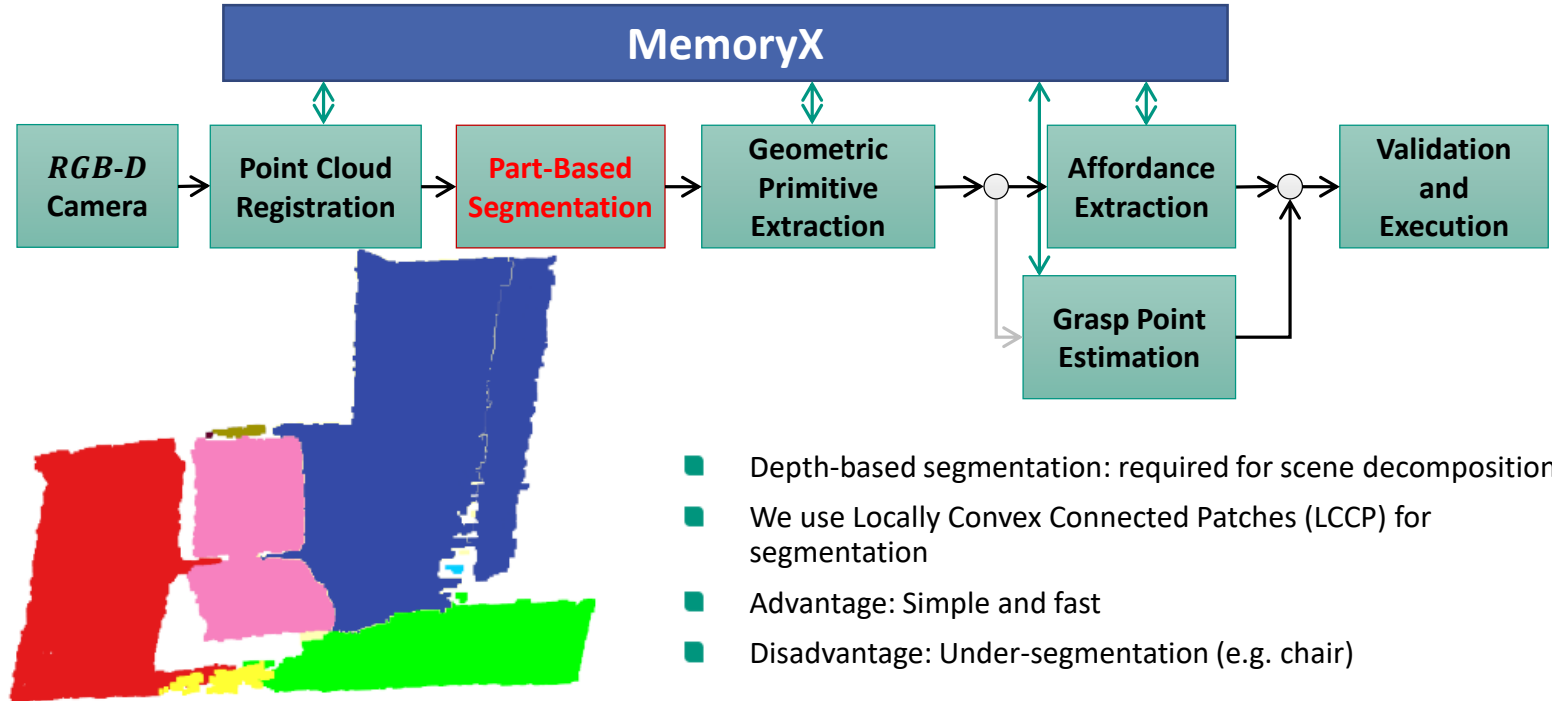 MemoryX
RGB-D
Camera
Point Cloud
Registration
Part-Based
Segmentation
Geometric
Primitive
Extraction
Affordance
Extraction
Validation
and
Execution
Grasp Point
Estimation
Depth-based segmentation: required for scene decomposition
We use Locally Convex Connected Patches (LCCP) for
segmentation
Advantage: Simple and fast
Disadvantage: Under-segmentation (e.g. chair)